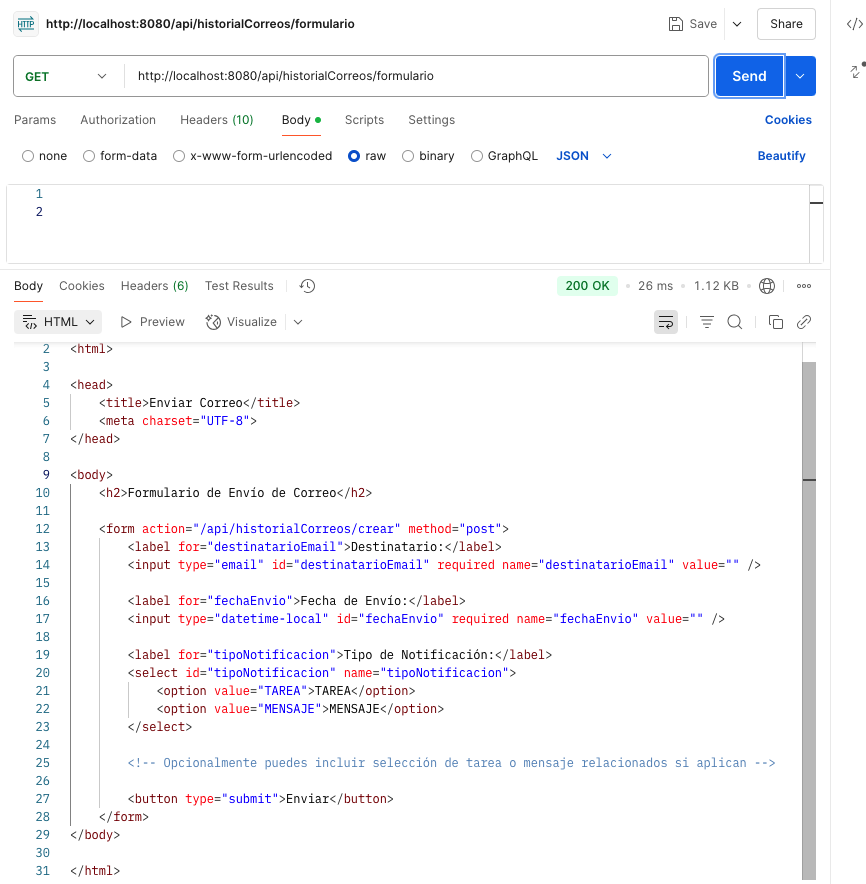 HTTP http://localhost:8080/api/historialCorreos/formulario Save Share </>
GET http://localhost:8080/api/historialCorreos/formulario Send
Params Authorization Headers (10) Body Scripts Settings Cookies
none form-data x-www-form-urlencoded raw binary GraphQL JSON Beautify
1
2
Body Cookies Headers (6) Test Results 200 OK • 26 ms • 1.12 KB •
HTML Preview Visualize
2 <html>
3
4 <head>
5     <title>Enviar Correo</title>
6     <meta charset="UTF-8">
7 </head>
8
9 <body>
10     <h2>Formulario de Envío de Correo</h2>
11
12     <form action="/api/historialCorreos/crear" method="post">
13         <label for="destinatarioEmail">Destinatario:</label>
14         <input type="email" id="destinatarioEmail" required name="destinatarioEmail" value="" />
15
16         <label for="fechaEnvio">Fecha de Envío:</label>
17         <input type="datetime-local" id="fechaEnvio" required name="fechaEnvio" value="" />
18
19         <label for="tipoNotificacion">Tipo de Notificación:</label>
20         <select id="tipoNotificacion" name="tipoNotificacion">
21             <option value="TAREA">TAREA</option>
22             <option value="MENSAJE">MENSAJE</option>
23         </select>
24
25         <!-- Opcionalmente puedes incluir selección de tarea o mensaje relacionados si aplican -->
26
27         <button type="submit">Enviar</button>
28     </form>
29 </body>
30
31 </html>